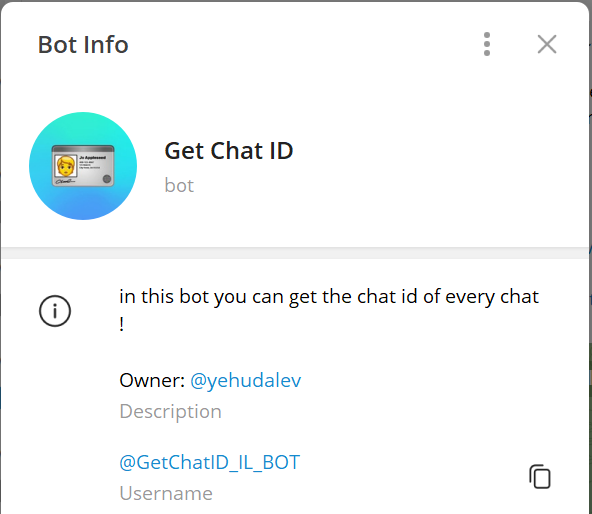 Bot Info
Get Chat ID
bot
in this bot you can get the chat id of every chat
!
Owner: @yehudalev
Description
@GetChatID_IL_BOT
Username